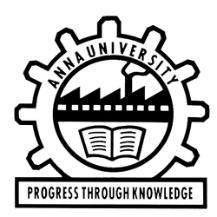 ANNA UNIVERSITY
PROGRESS THROUGH KNOWLEDGE